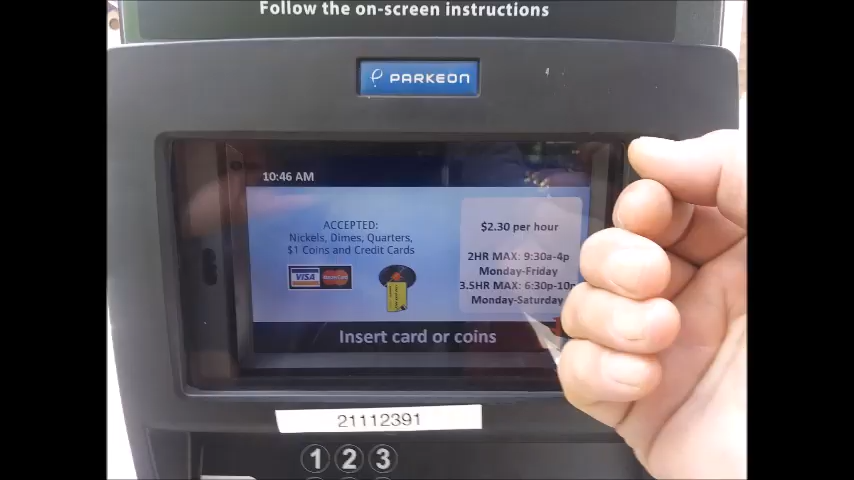 Follow the on-screen instructions
PARKEON
10:46 AM
ACCEPTED:
Nickels, Dimes, Quarters,
$1 Coins and Credit Cards
VISA
MasterCard
$2.30 per hour
2HR MAX: 9:30a-4p
Monday-Friday
3.5HR MAX: 6:30p-10p
Monday-Saturday
Insert card or coins
21112391
1 2 3